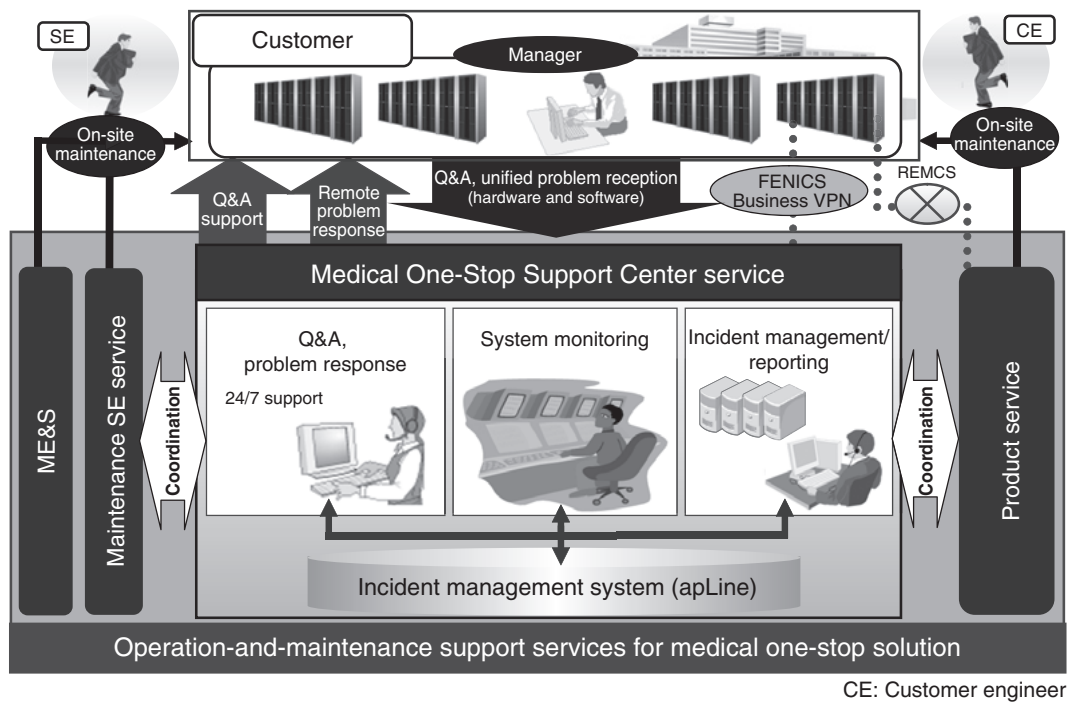 SE
Customer
Manager
CE
On-site
maintenance
On-site
maintenance
Q&A
support
Remote
problem
response
Q&A, unified problem reception
(hardware and software)
FENICS
Business VPN
REMCS
Medical One-Stop Support Center service
ME&S
Maintenance SE service
Coordination
Q&A,
problem response
24/7 support
System monitoring
Incident management/
reporting
Coordination
Product service
Incident management system (apLine)
Operation-and-maintenance support services for medical one-stop solution
CE: Customer engineer